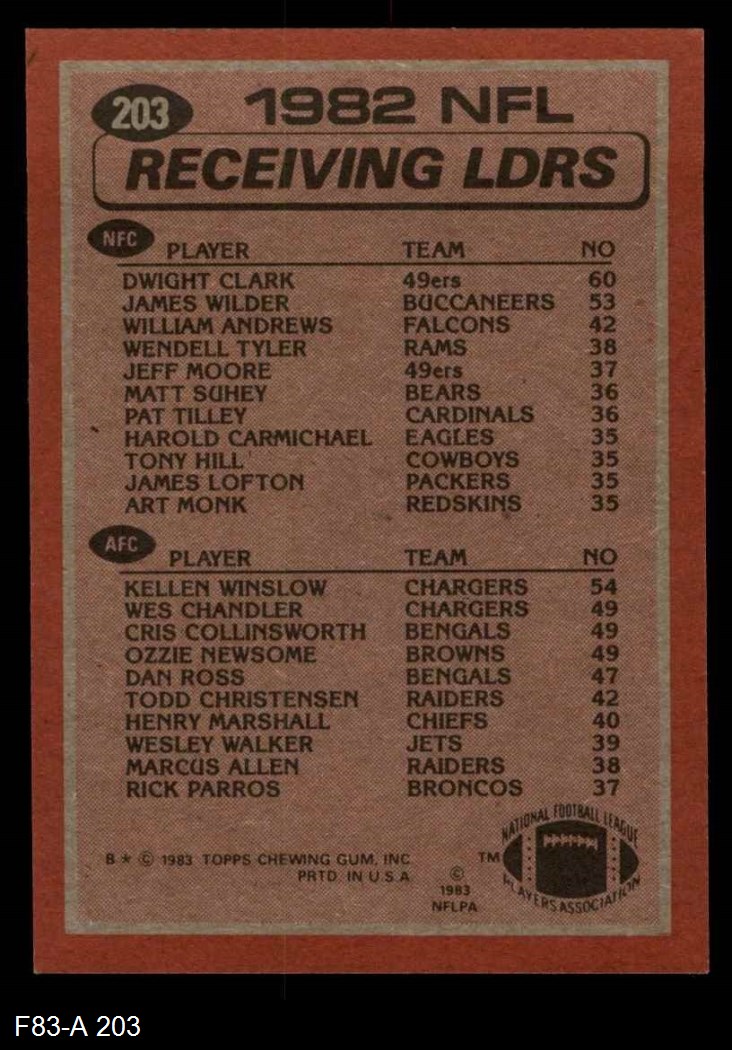 203
1982 NFL
RECEIVING LDRS
NFC
PLAYER TEAM NO
DWIGHT CLARK 49ers 60
JAMES WILDER BUCCANEERS 53
WILLIAM ANDREWS FALCONS 42
WENDELL TYLER RAMS 38
JEFF MOORE 49ers 37
MATT SUHEY BEARS 36
PAT TILLEY CARDINALS 36
HAROLD CARMICHAEL EAGLES 35
TONY HILL COWBOYS 35
JAMES LOFTON PACKERS 35
ART MONK REDSKINS 35
AFC
PLAYER TEAM NO
KELLEN WINSLOW CHARGERS 54
WES CHANDLER CHARGERS 49
CRIS COLLINSWORTH BENGALS 49
OZZIE NEWSOME BROWNS 49
DAN ROSS BENGALS 47
TODD CHRISTENSEN RAIDERS 42
HENRY MARSHALL CHIEFS 40
WESLEY WALKER JETS 39
MARCUS ALLEN RAIDERS 38
RICK PARROS BRONCOS 37
B * © 1983 TOPPS CHEWING GUM, INC
PRTD. IN U.S.A.
©
1983
NFLPA
TM
NATIONAL FOOTBALL LEAGUE
PLAYERS ASSOCIATION
F83-A 203